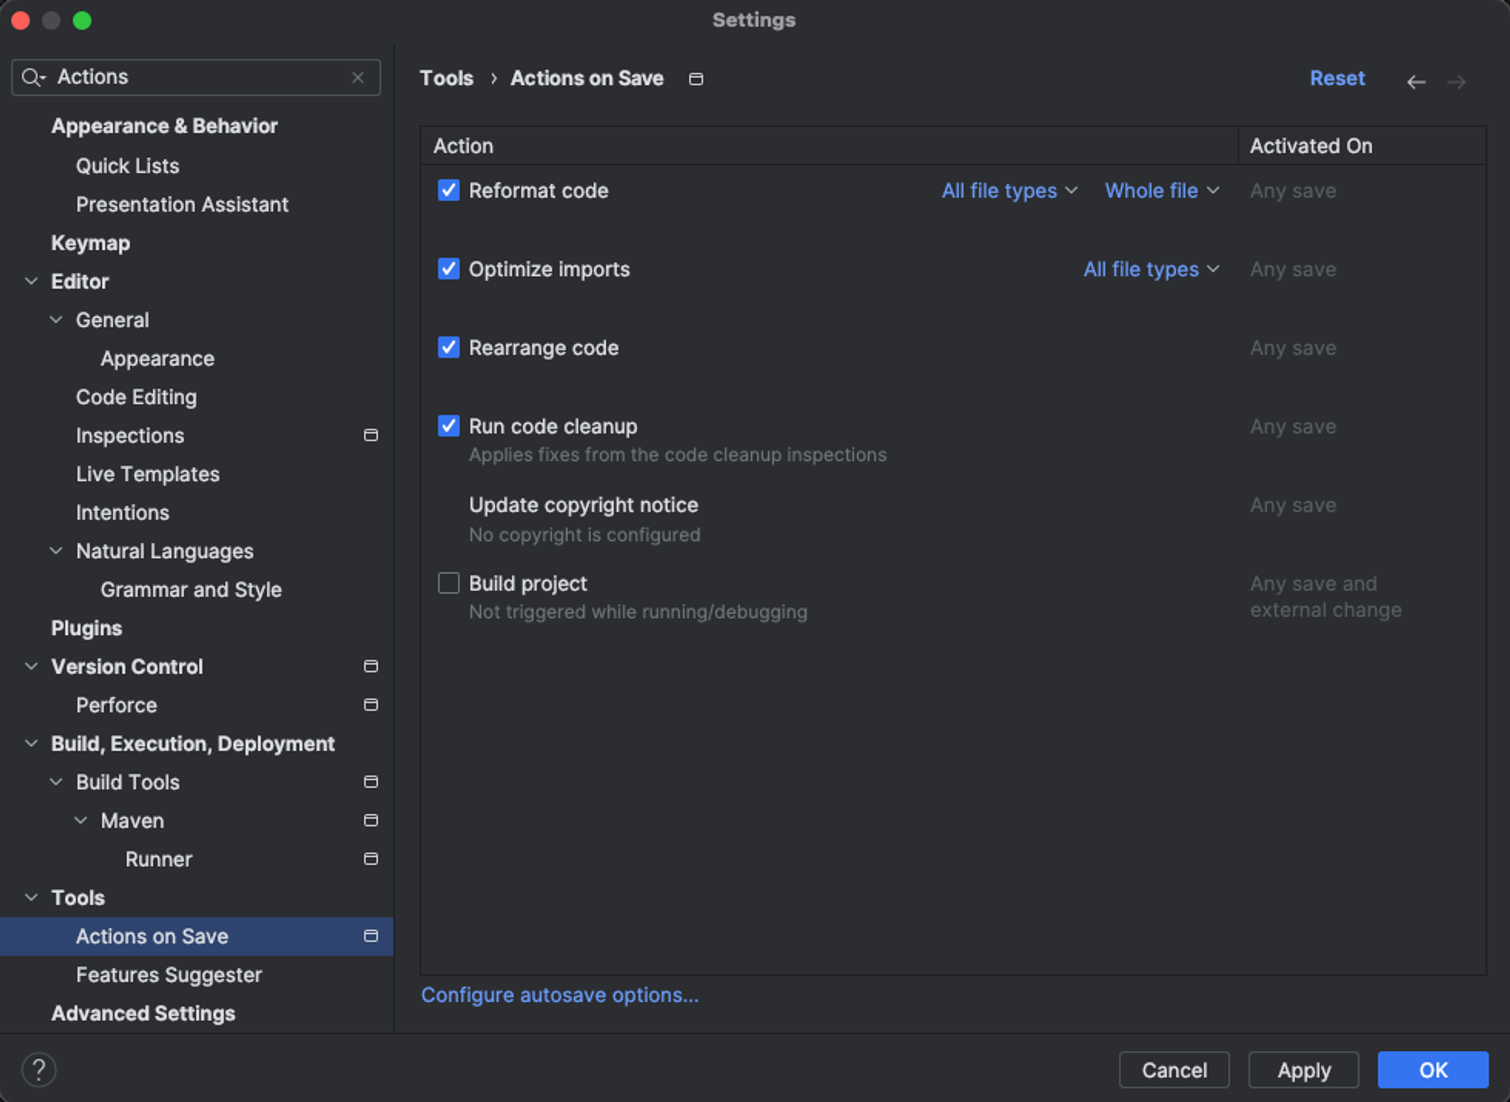 Settings
Actions
Appearance & Behavior
Quick Lists
Presentation Assistant
Keymap
Editor
General
Appearance
Code Editing
Inspections
Live Templates
Intentions
Natural Languages
Grammar and Style
Plugins
Version Control
Perforce
Build, Execution, Deployment
Build Tools
Maven
Runner
Tools
Actions on Save
Features Suggester
Advanced Settings
Tools › Actions on Save
Reset
Action Activated On
Reformat code All file types Whole file Any save
Optimize imports All file types Any save
Rearrange code Any save
Run code cleanup Any save
Applies fixes from the code cleanup inspections
Update copyright notice Any save
No copyright is configured
Build project Any save and
Not triggered while running/debugging external change
Configure autosave options...
? Cancel Apply OK